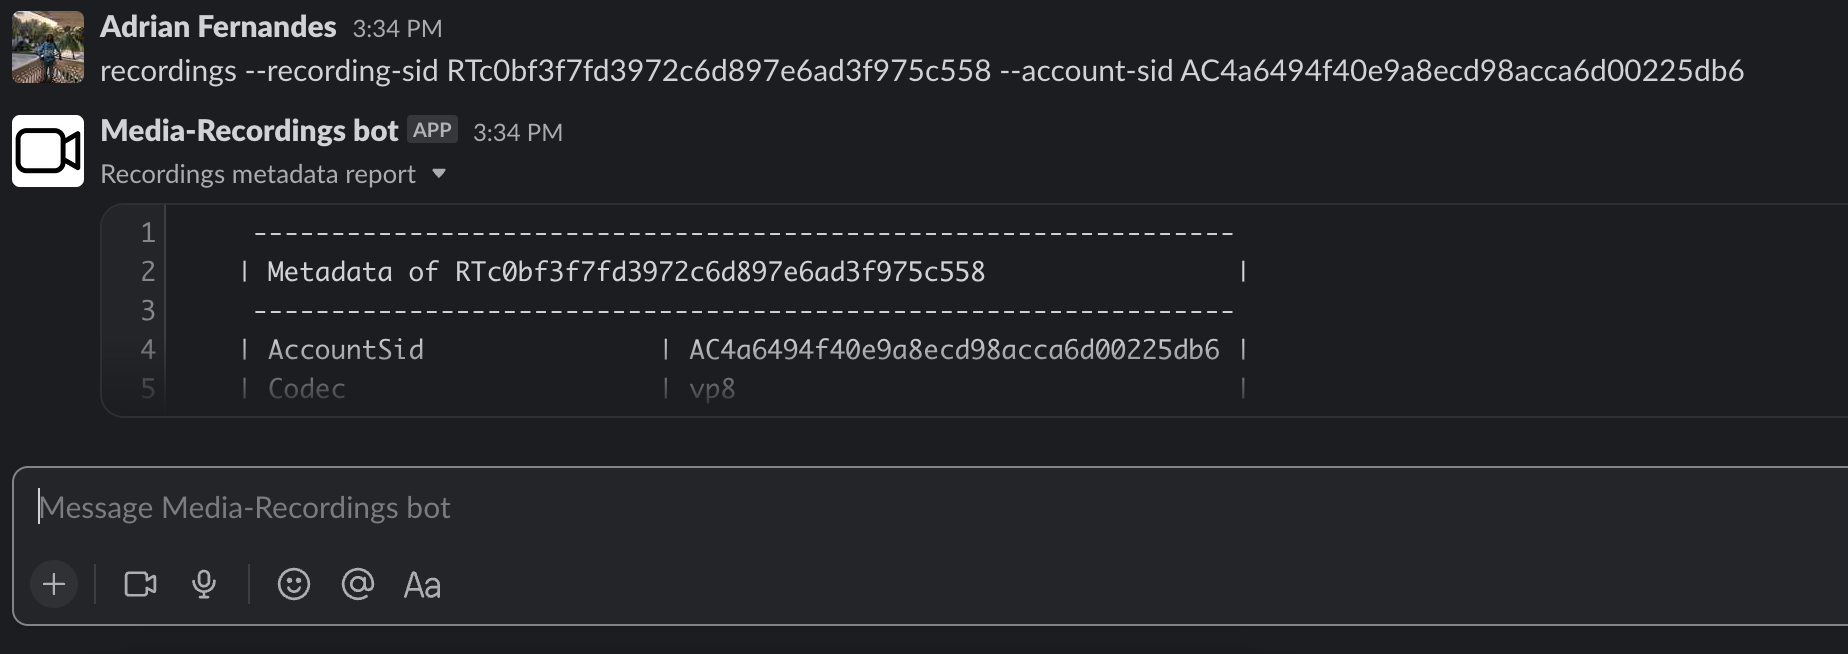 Adrian Fernandes 3:34 PM
recordings --recording-sid RTc0bf3f7fd3972c6d897e6ad3f975c558 --account-sid AC4a6494f40e9a8ecd98acca6d00225db6
Media-Recordings bot APP 3:34 PM
Recordings metadata report
1 ---------------------------------------------------------------
2 | Metadata of RTc0bf3f7fd3972c6d897e6ad3f975c558 |
3 ---------------------------------------------------------------
4 | AccountSid | AC4a6494f40e9a8ecd98acca6d00225db6 |
5 | Codec | vp8 |
Message Media-Recordings bot
Aa